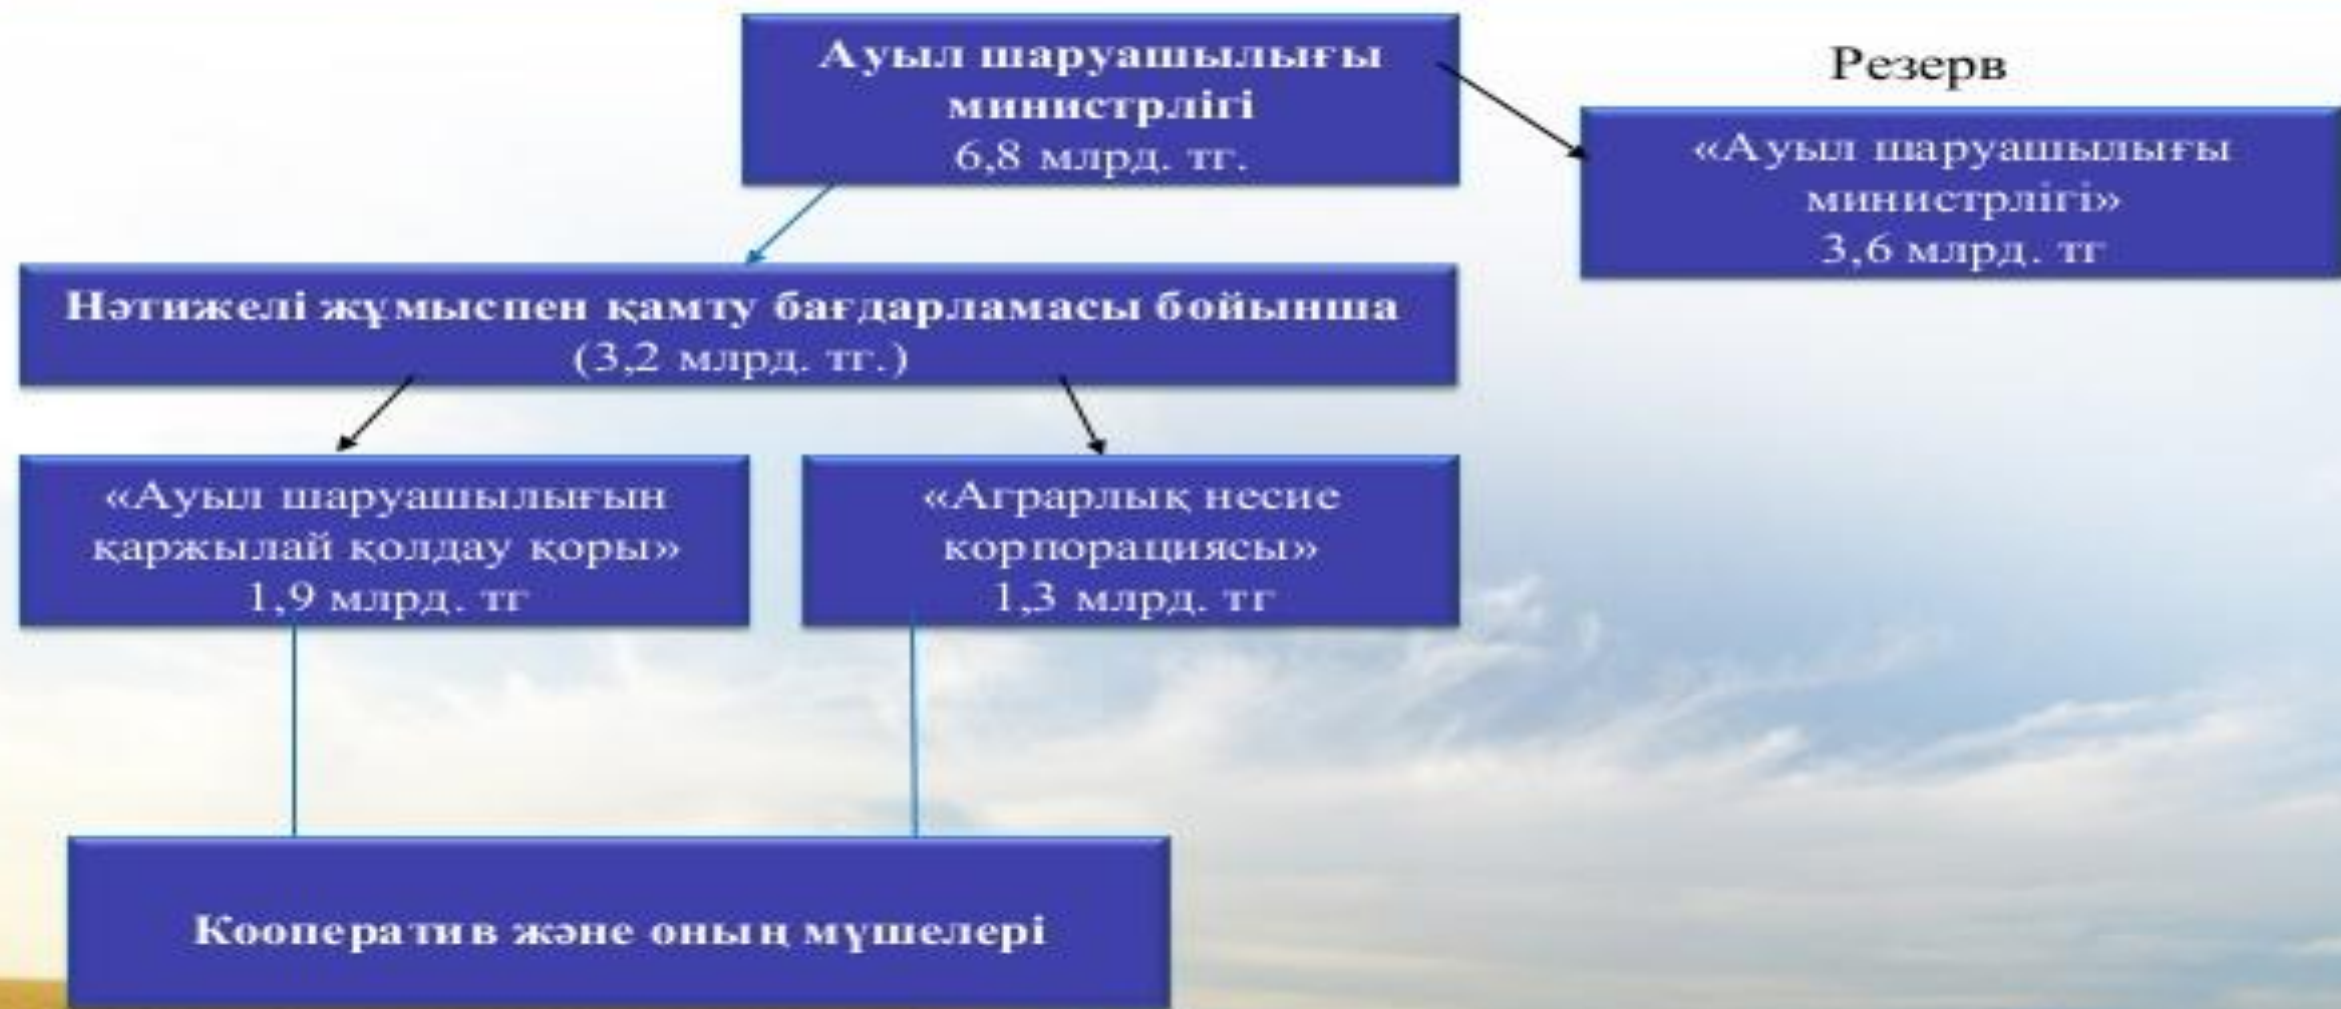 Ауыл шаруашылығы
министрлігі
6,8 млрд. тг.
Резерв
«Ауыл шаруашылығы
министрлігі»
3,6 млрд. тг
Нәтижелі жұмыспен қамту бағдарламасы бойынша
(3,2 млрд. тг.)
«Ауыл шаруашылығын
қаржылай қолдау қоры»
1,9 млрд. тг
«Аграрлық несие
корпорациясы»
1,3 млрд. тг
Кооператив және оның мүшелері